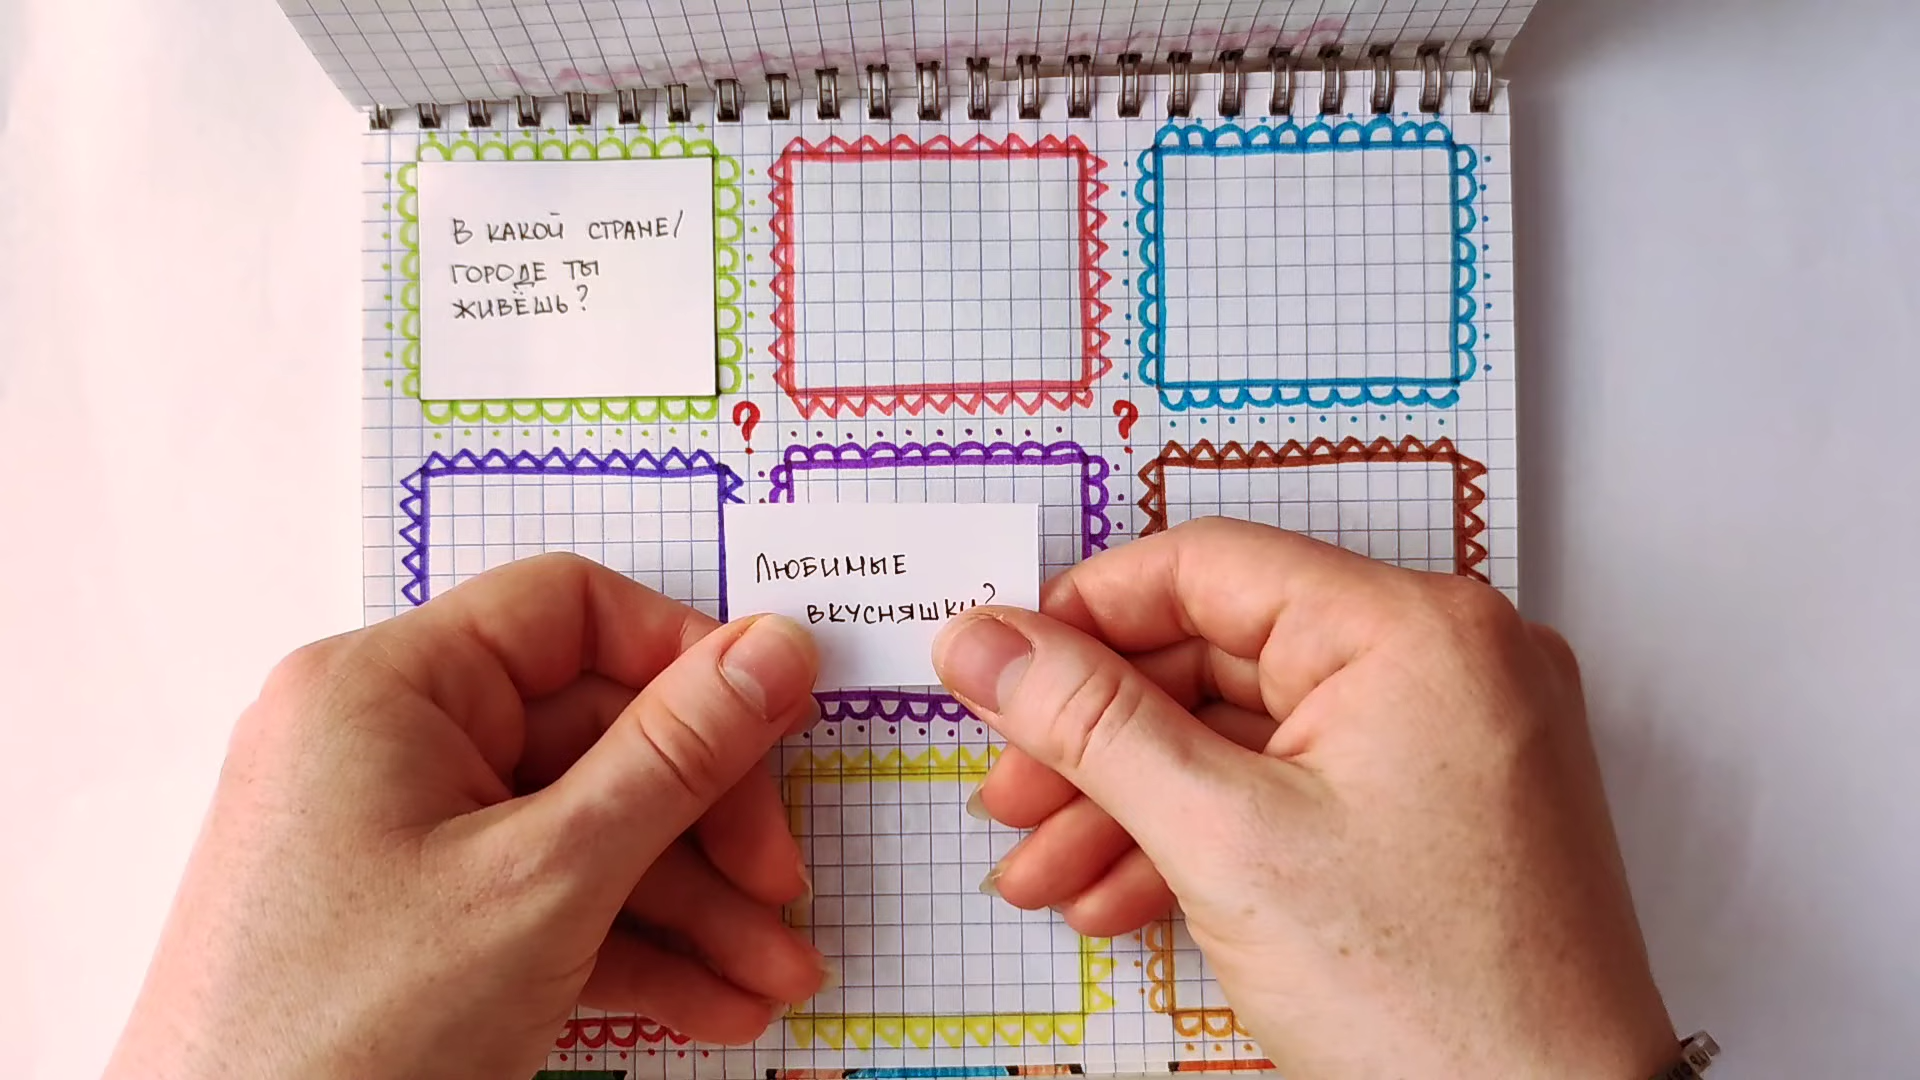 В КАКОЙ СТРАНЕ/
ГОРОДЕ ТЫ
ЖИВЁШЬ?
?
?
ЛЮБИМЫЕ
ВКУСНЯШКИ?